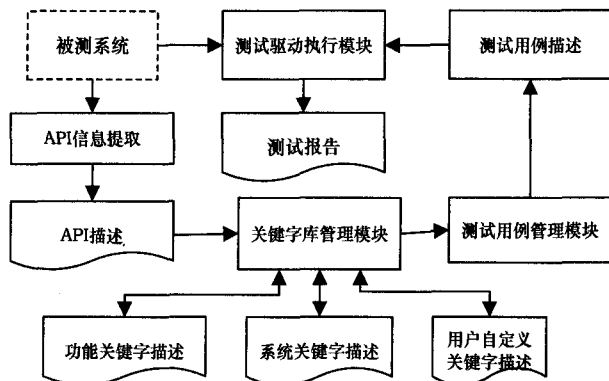 被测系统
测试驱动执行模块
测试用例描述
API信息提取
测试报告
API描述
关键字库管理模块
测试用例管理模块
功能关键字描述
系统关键字描述
用户自定义
关键字描述